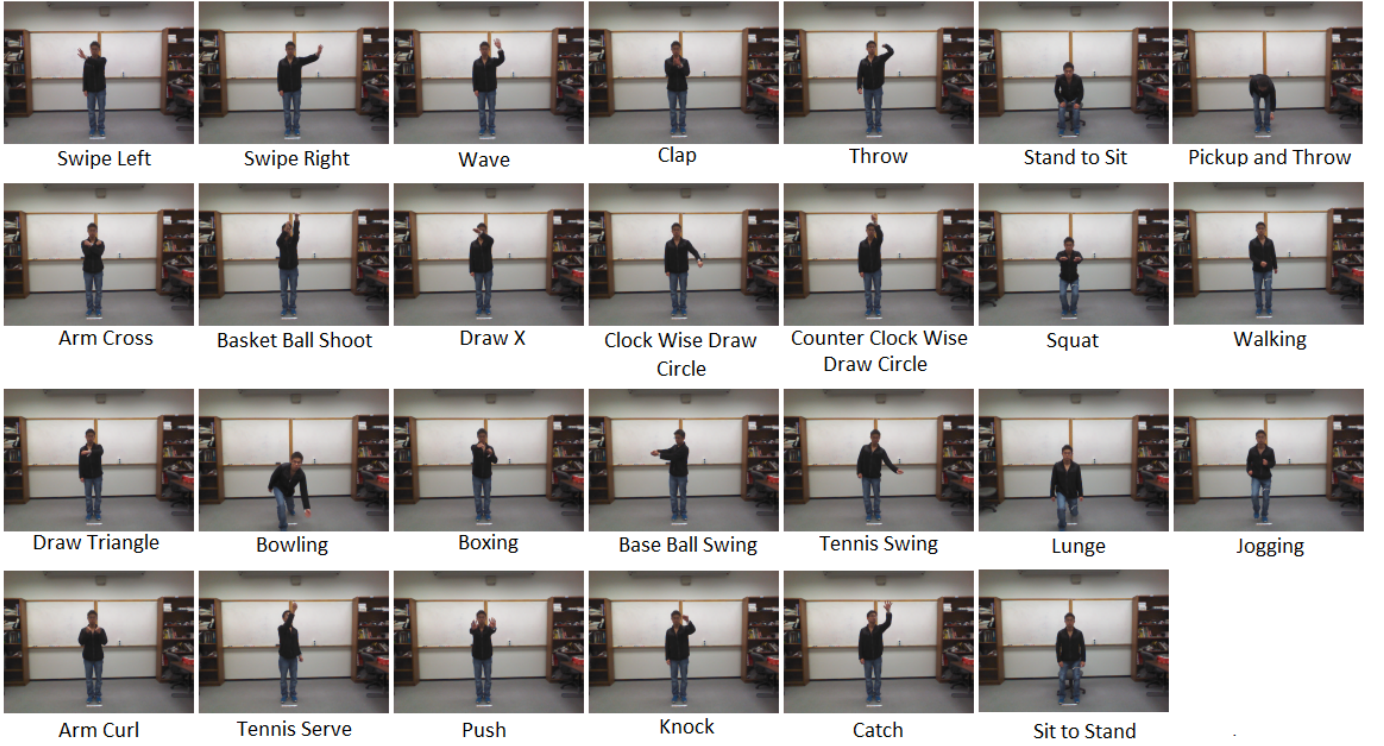 Swipe Left
Swipe Right
Wave
Clap
Throw
Stand to Sit
Pickup and Throw
Arm Cross
Basket Ball Shoot
Draw X
Clock Wise Draw
Circle
Counter Clock Wise
Draw Circle
Squat
Walking
Draw Triangle
Bowling
Boxing
Base Ball Swing
Tennis Swing
Lunge
Jogging
Arm Curl
Tennis Serve
Push
Knock
Catch
Sit to Stand